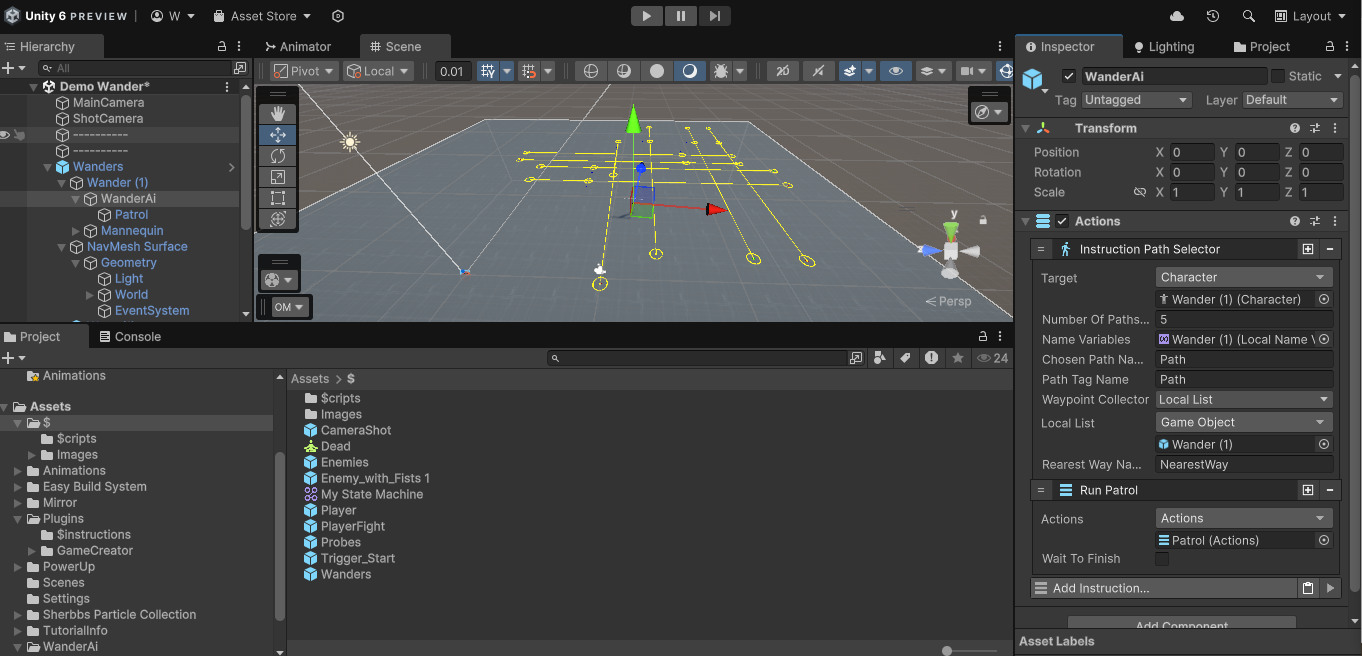 Unity 6 PREVIEW
W
Asset Store
Layout
Hierarchy
All
Demo Wander*
MainCamera
ShotCamera
----------
----------
Wanders
Wander (1)
WanderAi
Patrol
Mannequin
NavMesh Surface
Geometry
Light
World
EventSystem
Animator
Scene
Pivot
Local
0.01
2D
y
Persp
OM
Project
Console
24
Animations
Assets
$
$cripts
Images
Animations
Easy Build System
Mirror
Plugins
$instructions
GameCreator
PowerUp
Scenes
Settings
Sherbbs Particle Collection
TutorialInfo
WanderAi
Assets > $
$cripts
Images
CameraShot
Dead
Enemies
Enemy_with_Fists 1
My State Machine
Player
PlayerFight
Probes
Trigger_Start
Wanders
Inspector
Lighting
Project
WanderAi
Static
Tag Untagged
Layer Default
Transform
Position X 0 Y 0 Z 0
Rotation X 0 Y 0 Z 0
Scale X 1 Y 1 Z 1
Actions
Instruction Path Selector
Target Character
Wander (1) (Character)
Number Of Paths... 5
Name Variables Wander (1) (Local Name
Chosen Path Na... Path
Path Tag Name Path
Waypoint Collector Local List
Local List Game Object
Wander (1)
Nearest Way Na... NearestWay
Run Patrol
Actions Actions
Patrol (Actions)
Wait To Finish
Add Instruction...
Add Component
Asset Labels